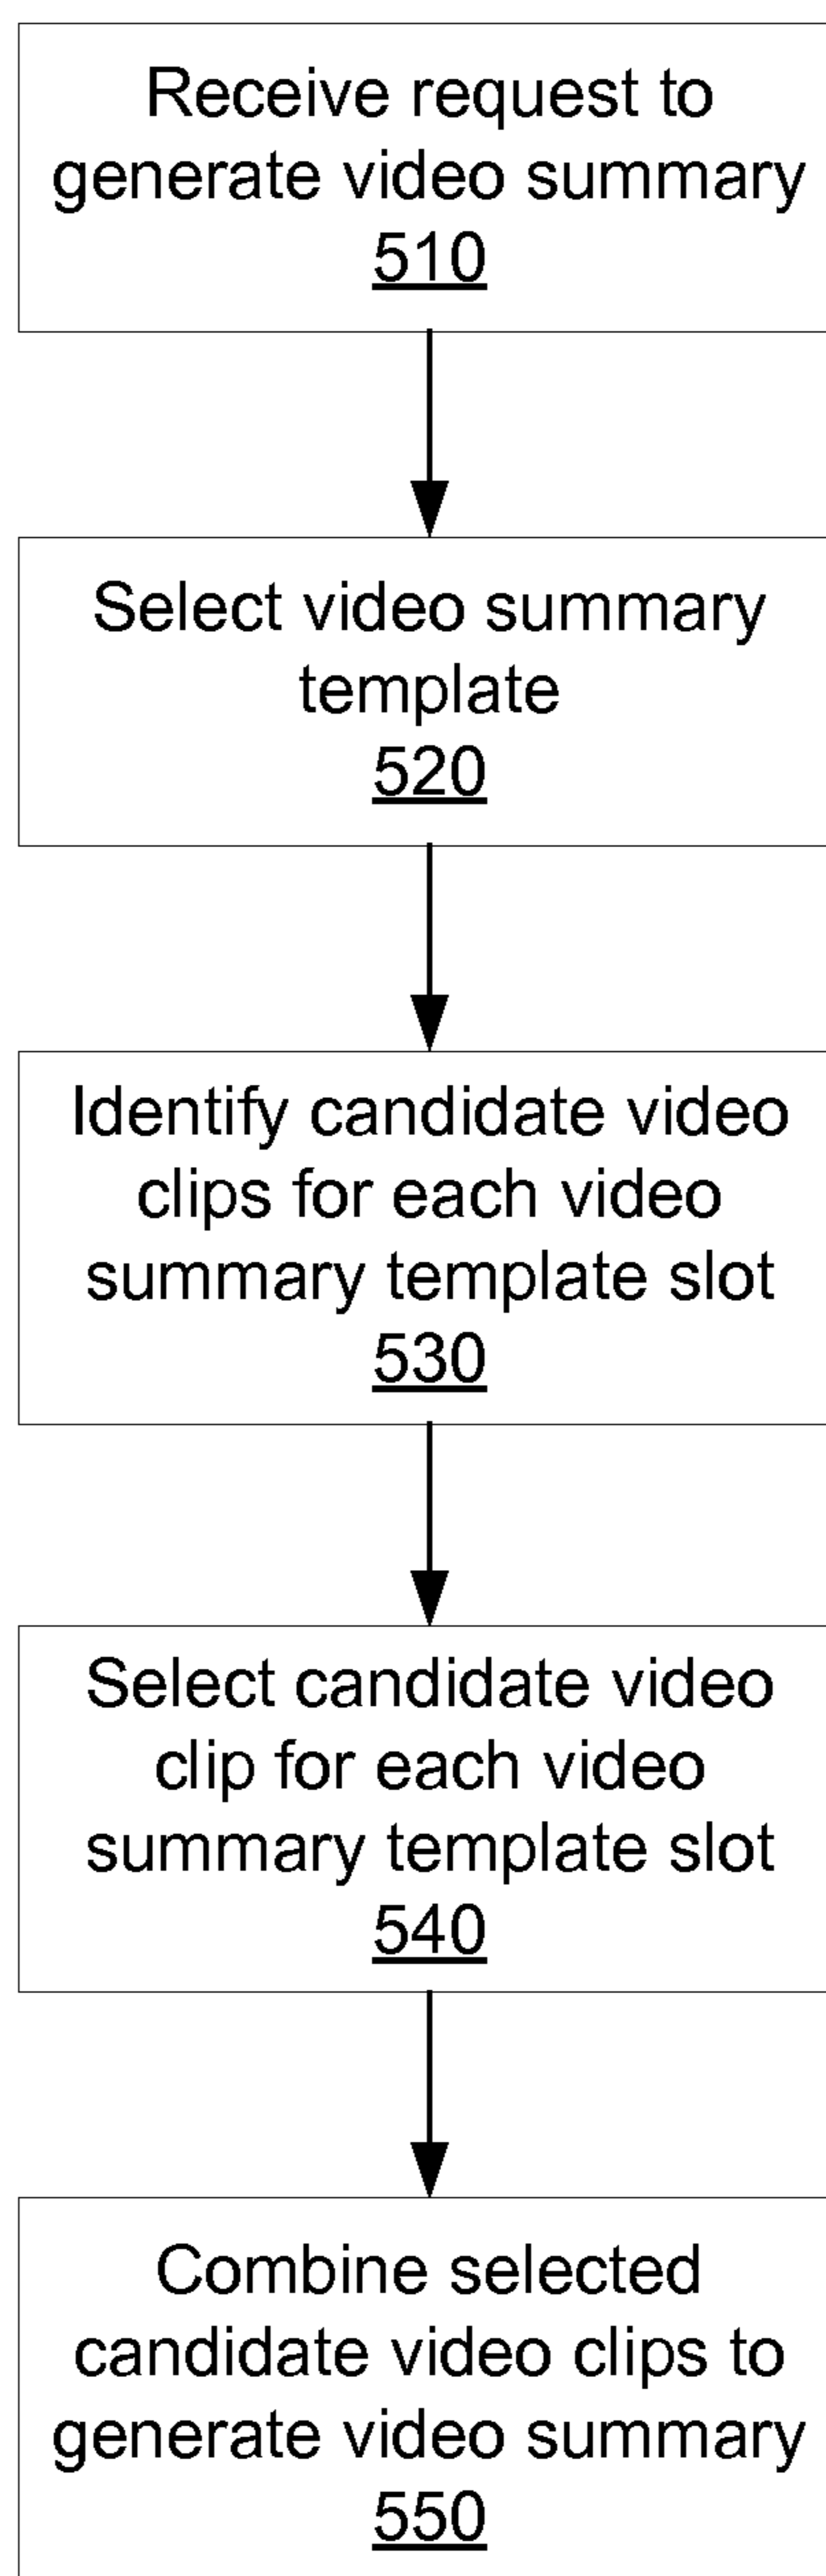 Receive request to
generate video summary
510
Select video summary
template
520
Identify candidate video
clips for each video
summary template slot
530
Select candidate video
clip for each video
summary template slot
540
Combine selected
candidate video clips to
generate video summary
550